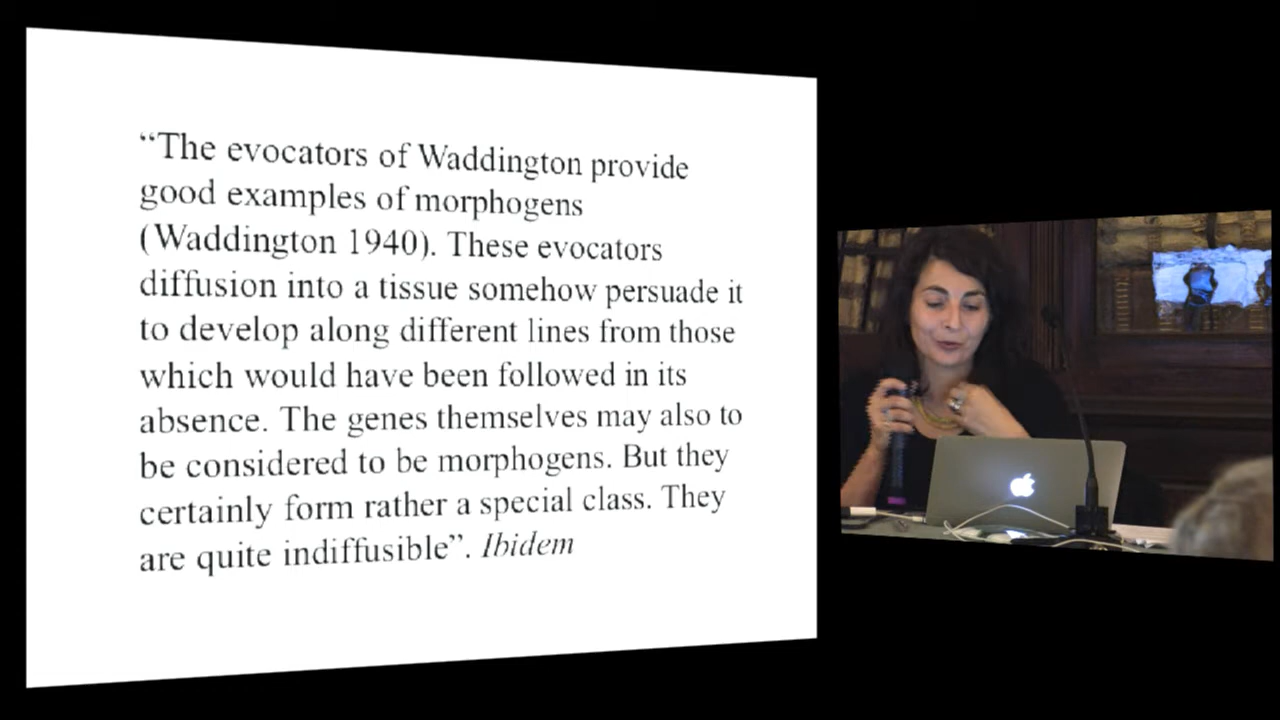 “The evocators of Waddington provide
good examples of morphogens
(Waddington 1940). These evocators
diffusion into a tissue somehow persuade it
to develop along different lines from those
which would have been followed in its
absence. The genes themselves may also to
be considered to be morphogens. But they
certainly form rather a special class. They
are quite indiffusible”. Ibidem